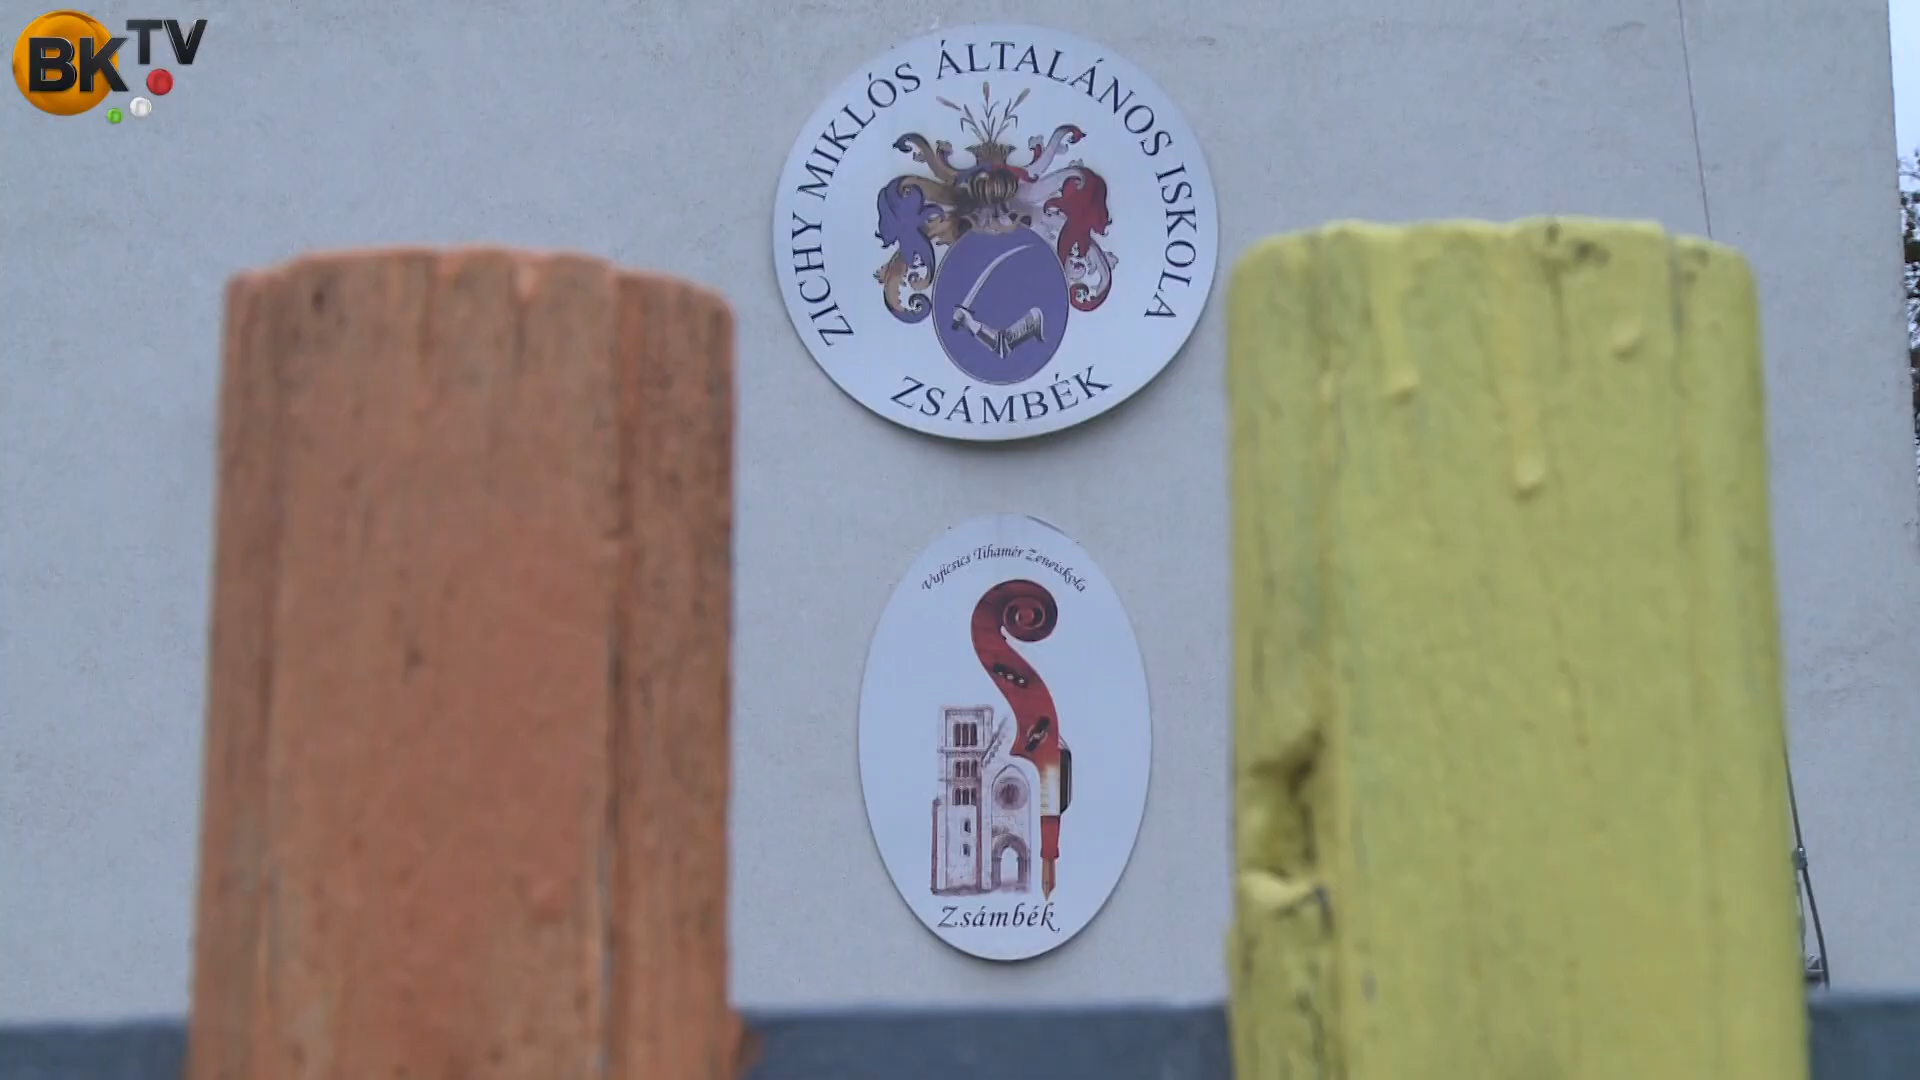 BKTV
ZICHY MIKLÓS ÁLTALÁNOS ISKOLA
ZSÁMBÉK
Vujicsics Tihamér Zeneiskola
Zsámbék